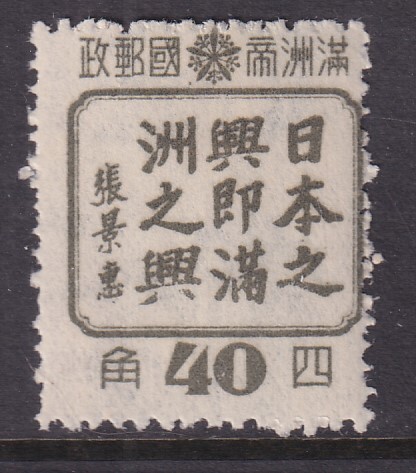 滿洲帝國郵政
日本之
興即滿
洲之興
張景惠
四角
40